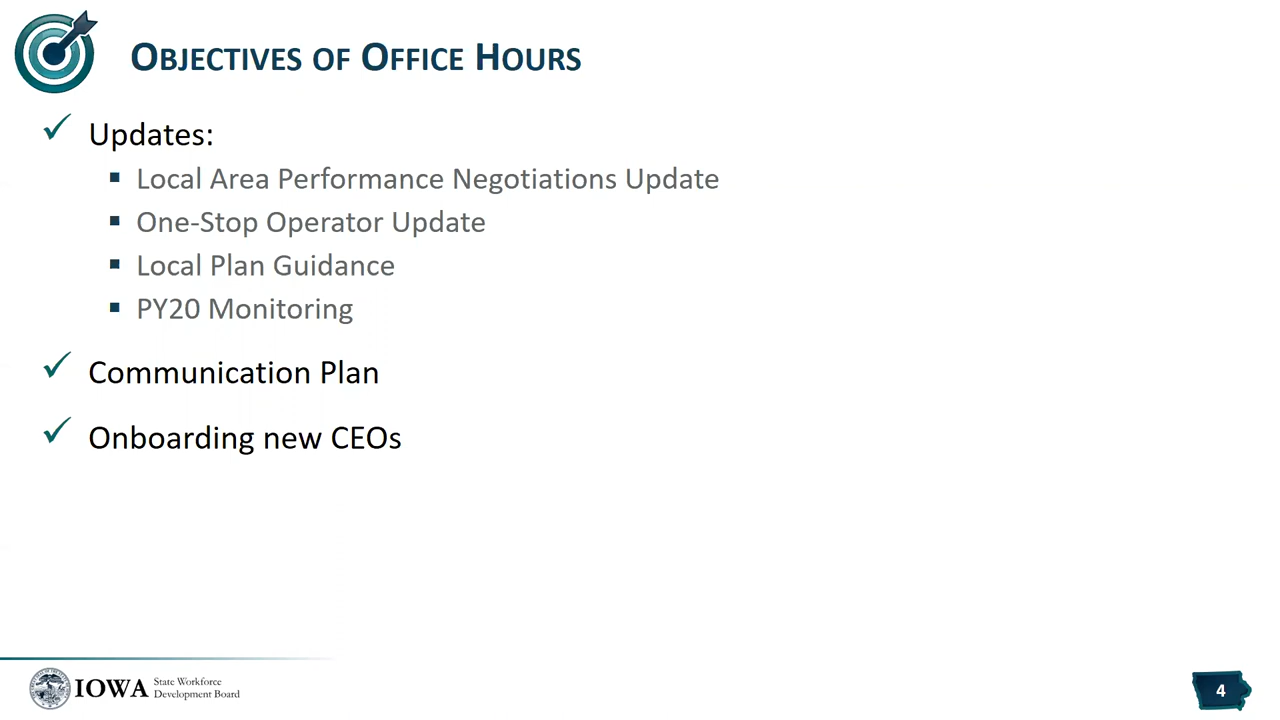 OBJECTIVES OF OFFICE HOURS
Updates:
Local Area Performance Negotiations Update
One-Stop Operator Update
Local Plan Guidance
PY20 Monitoring
Communication Plan
Onboarding new CEOs
IOWA State Workforce
Development Board
4